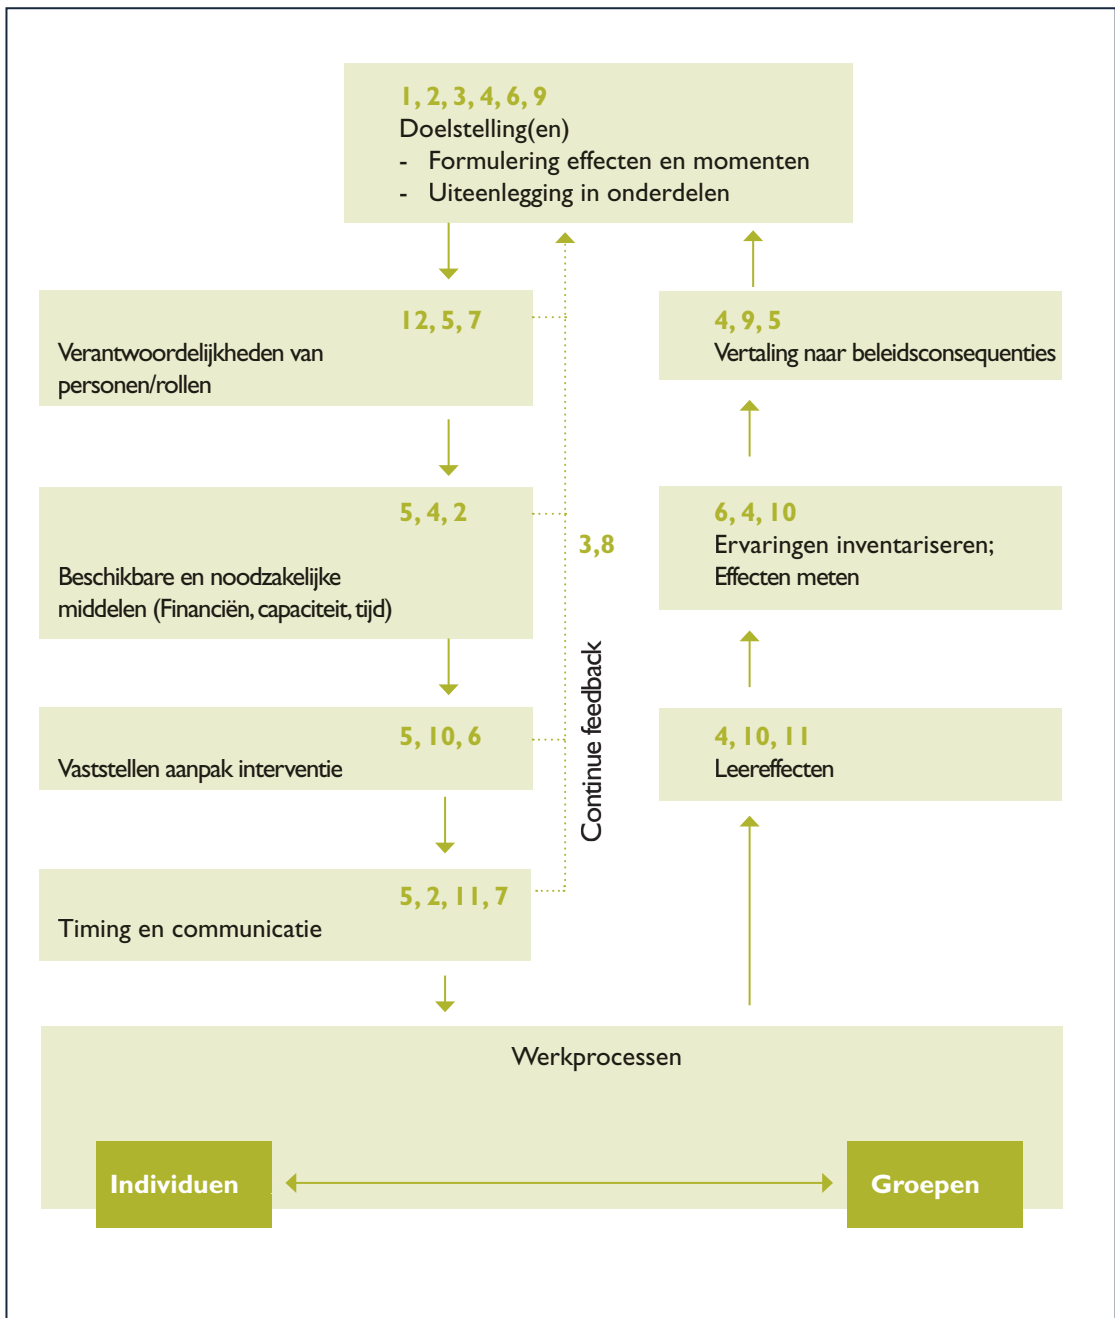 1, 2, 3, 4, 6, 9
Doelstelling(en)
- Formulering effecten en momenten
- Uiteenlegging in onderdelen
12, 5, 7
Verantwoordelijkheden van
personen/rollen
5, 4, 2
Beschikbare en noodzakelijke
middelen (Financiën, capaciteit, tijd)
5, 10, 6
Vaststellen aanpak interventie
5, 2, 11, 7
Timing en communicatie
3,8
Continue feedback
4, 9, 5
Vertaling naar beleidsconsequenties
6, 4, 10
Ervaringen inventariseren;
Effecten meten
4, 10, 11
Leereffecten
Werkprocessen
Individuen
Groepen